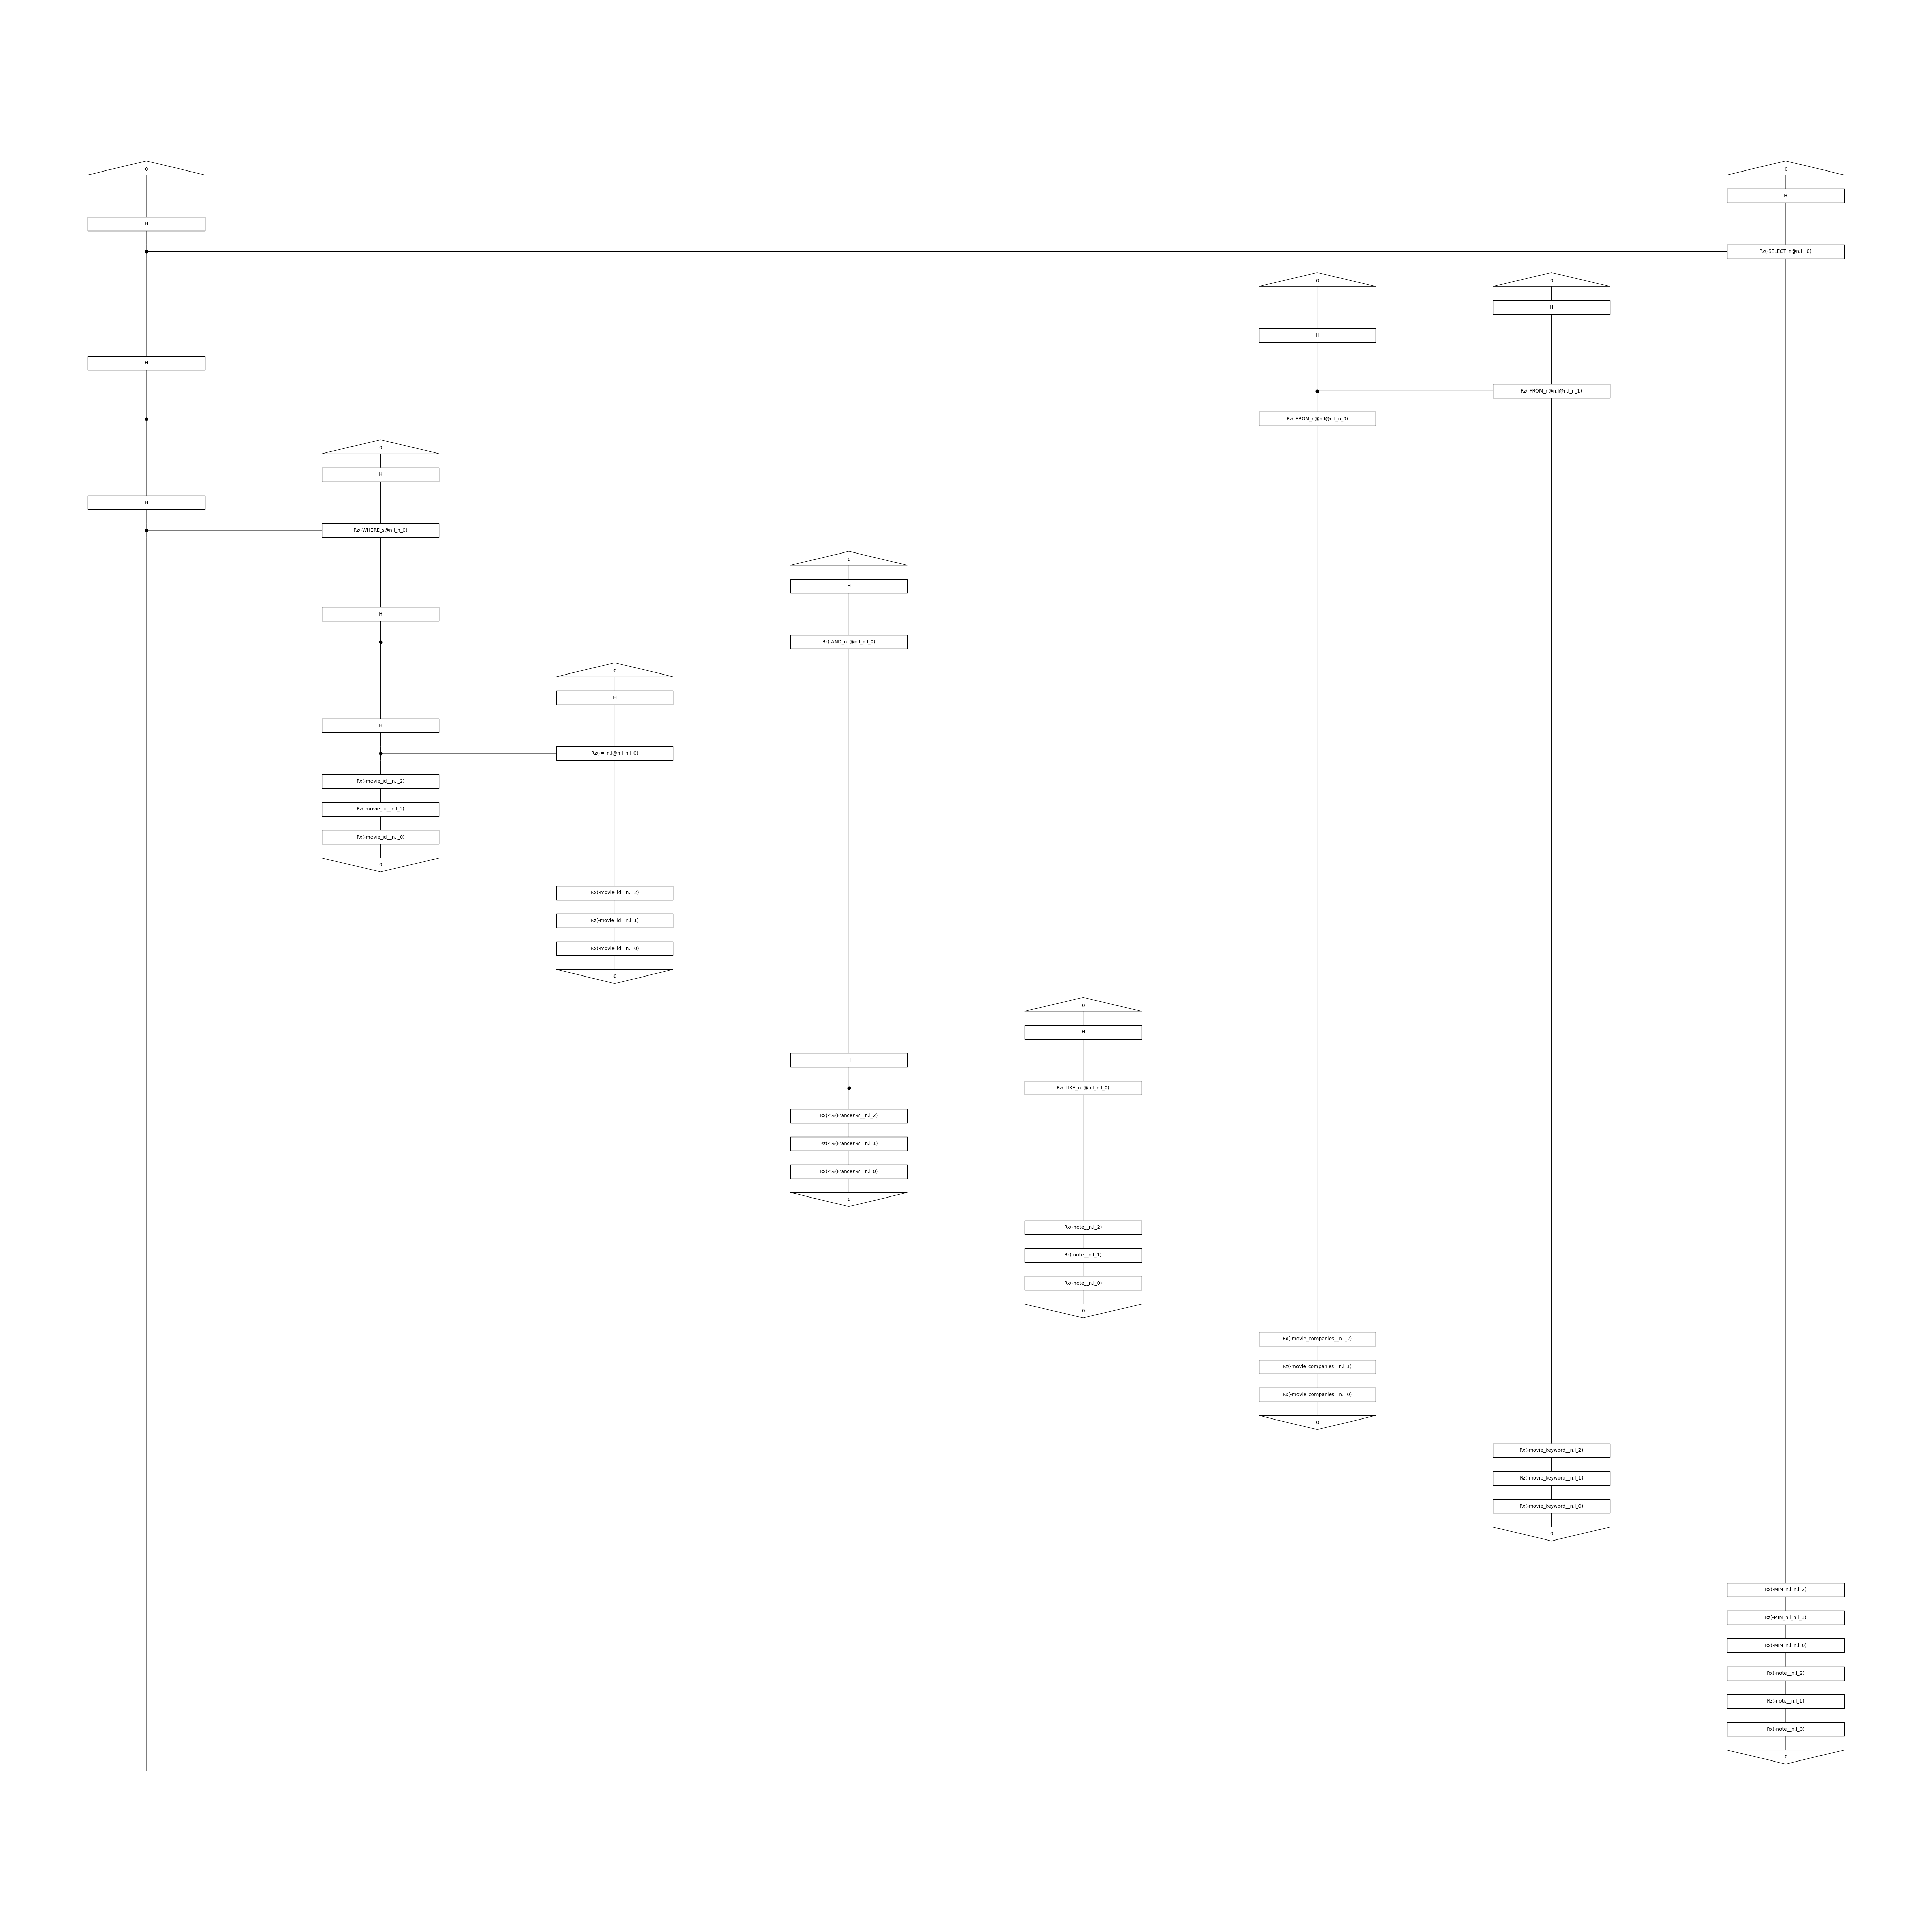 0
0
H
H
Rz(-SELECT_n@n.l__0)
0
0
H
H
H
Rz(-FROM_n@n.l@n.l_n_1)
Rz(-FROM_n@n.l@n.l_n_0)
0
H
H
Rz(-WHERE_s@n.l_n_0)
0
H
H
Rz(-AND_n.l@n.l_n.l_0)
0
H
H
Rz(-=_n.l@n.l_n.l_0)
Rx(-movie_id__n.l_2)
Rz(-movie_id__n.l_1)
Rx(-movie_id__n.l_0)
0
Rx(-movie_id__n.l_2)
Rz(-movie_id__n.l_1)
Rx(-movie_id__n.l_0)
0
0
H
H
Rz(-LIKE_n.l@n.l_n.l_0)
Rx(-'%(France)%'__n.l_2)
Rz(-'%(France)%'__n.l_1)
Rx(-'%(France)%'__n.l_0)
0
Rx(-note__n.l_2)
Rz(-note__n.l_1)
Rx(-note__n.l_0)
0
Rx(-movie_companies__n.l_2)
Rz(-movie_companies__n.l_1)
Rx(-movie_companies__n.l_0)
0
Rx(-movie_keyword__n.l_2)
Rz(-movie_keyword__n.l_1)
Rx(-movie_keyword__n.l_0)
0
Rx(-MIN_n.l_n.l_2)
Rz(-MIN_n.l_n.l_1)
Rx(-MIN_n.l_n.l_0)
Rx(-note__n.l_2)
Rz(-note__n.l_1)
Rx(-note__n.l_0)
0